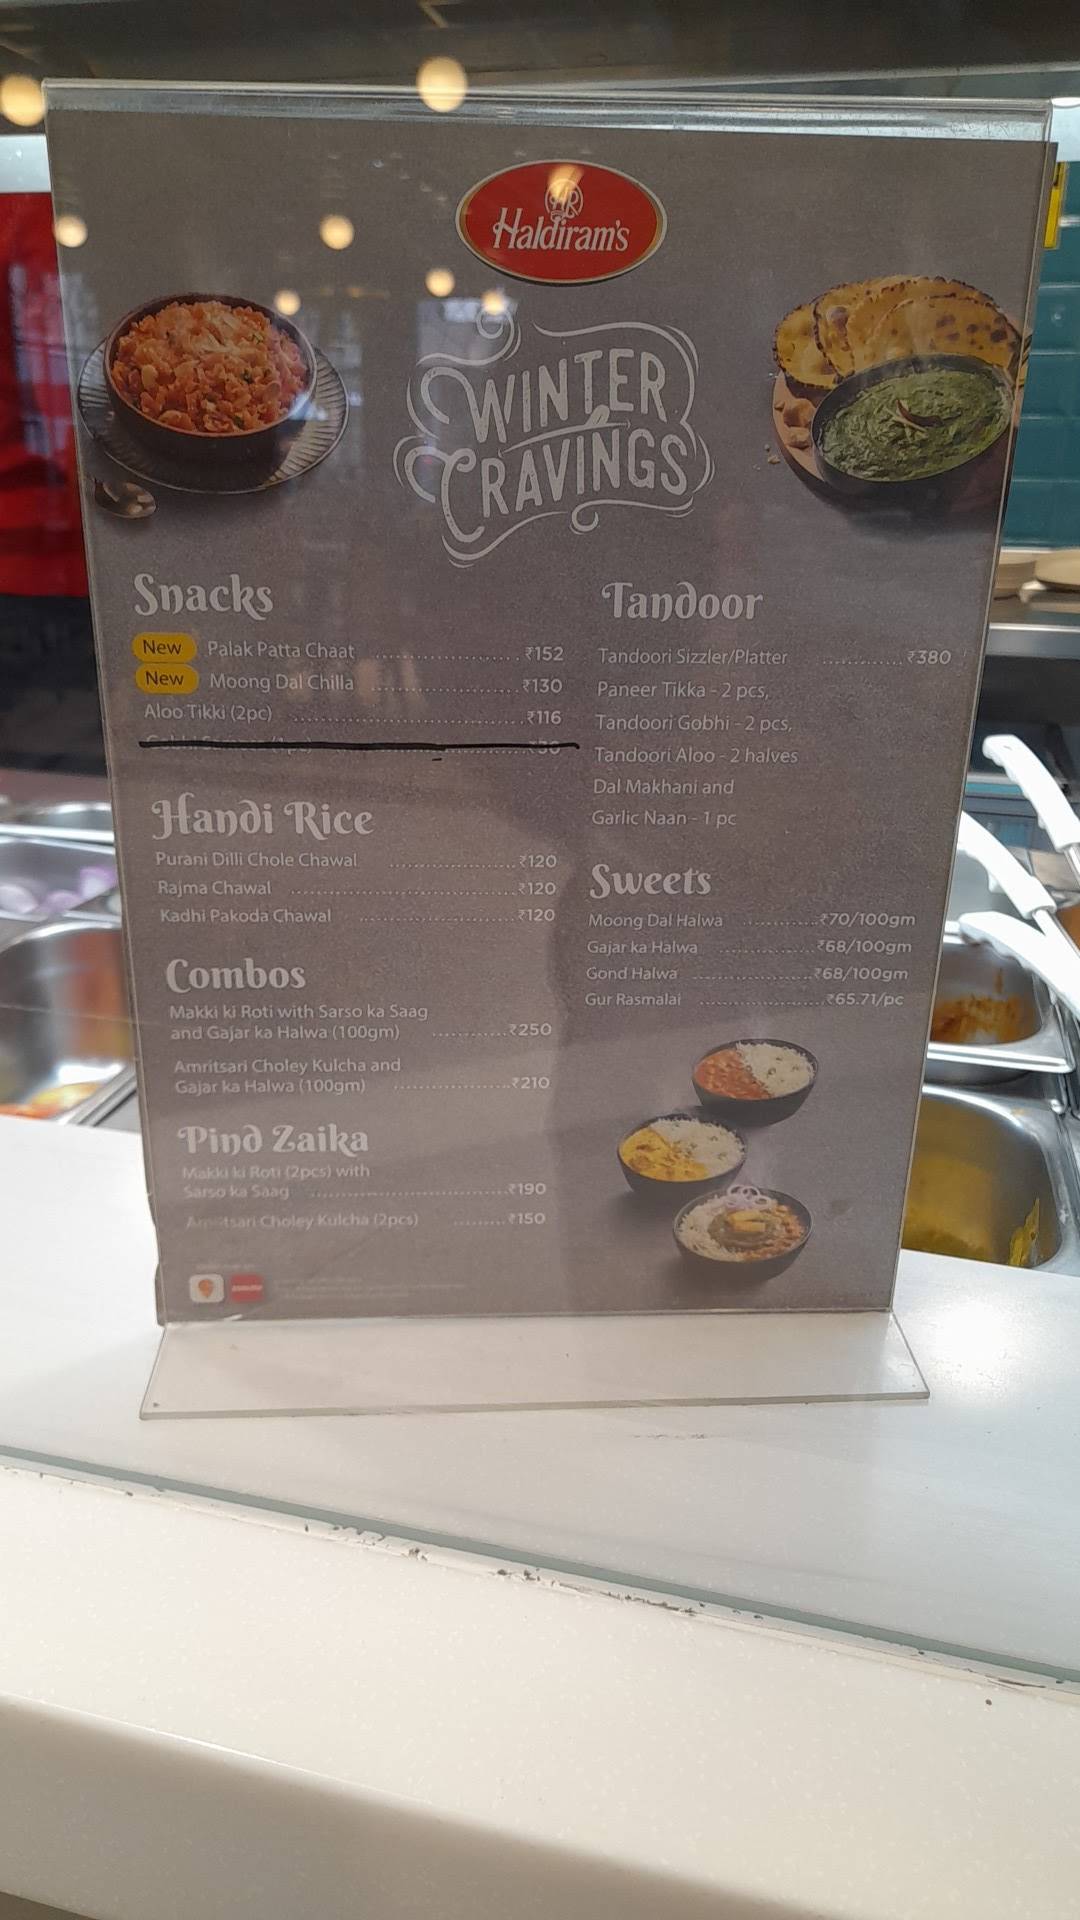 HR
Haldiram's
WINTER
CRAVINGS
Snacks
New Palak Patta Chaat .......................... ₹152
New Moong Dal Chilla .......................... ₹130
Aloo Tikki (2pc) .......................... ₹116
Handi Rice
Purani Dilli Chole Chawal .................... ₹120
Rajma Chawal .................... ₹120
Kadhi Pakoda Chawal .................... ₹120
Combos
Makki ki Roti with Sarso ka Saag
and Gajar ka Halwa (100gm) ............ ₹250
Amritsari Choley Kulcha and
Gajar ka Halwa (100gm) .................. ₹210
Pind Zaika
Makki ki Roti (2pcs) with
Sarso ka Saag .................... ₹190
Amritsari Choley Kulcha (2pcs) ......... ₹150
Tandoor
Tandoori Sizzler/Platter ............ ₹380
Paneer Tikka - 2 pcs,
Tandoori Gobhi - 2 pcs,
Tandoori Aloo - 2 halves
Dal Makhani and
Garlic Naan - 1 pc
Sweets
Moong Dal Halwa ............ ₹70/100gm
Gajar ka Halwa ............ ₹68/100gm
Gond Halwa ............ ₹68/100gm
Gur Rasmalai ............ ₹65.71/pc